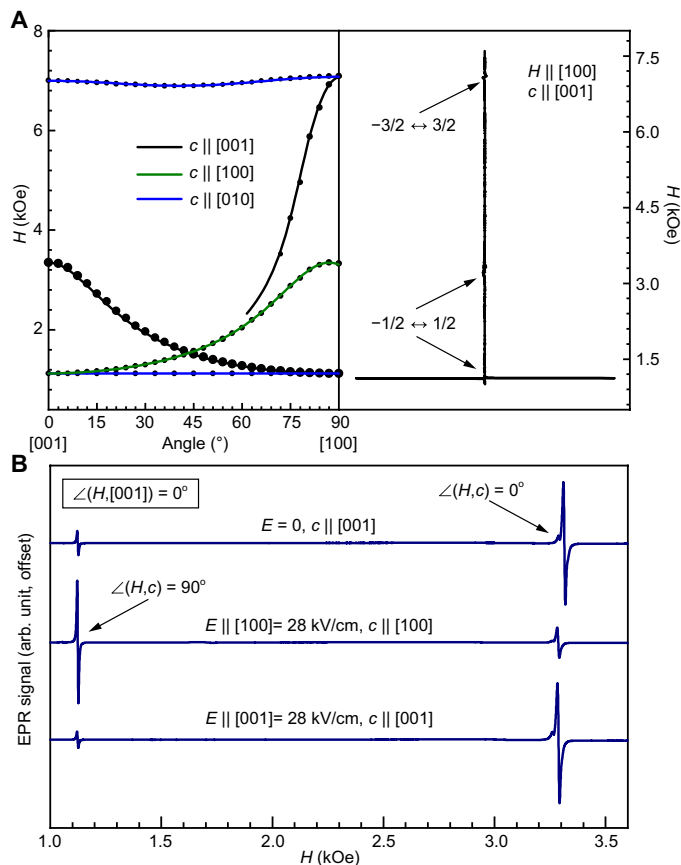 A
8
6
4
2
H (kOe)
c || [001]
c || [100]
c || [010]
0 15 30 45 60 75 90
[001] Angle (°) [100]
H || [100]
c || [001]
−3/2 ↔ 3/2
−1/2 ↔ 1/2
7.5
6.0
4.5
3.0
1.5
H (kOe)
B
∠(H,[001]) = 0°
∠(H,c) = 0°
E = 0, c || [001]
∠(H,c) = 90°
E || [100]= 28 kV/cm, c || [100]
E || [001]= 28 kV/cm, c || [001]
EPR signal (arb. unit, offset)
1.0 1.5 2.0 2.5 3.0 3.5
H (kOe)